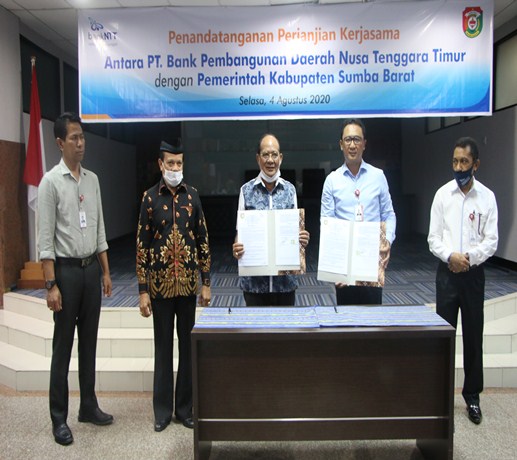 Penandatanganan Perjanjian Kerjasama
Antara PT. Bank Pembangunan Daerah Nusa Tenggara Timur
dengan Pemerintah Kabupaten Sumba Barat
Selasa, 4 Agustus 2020